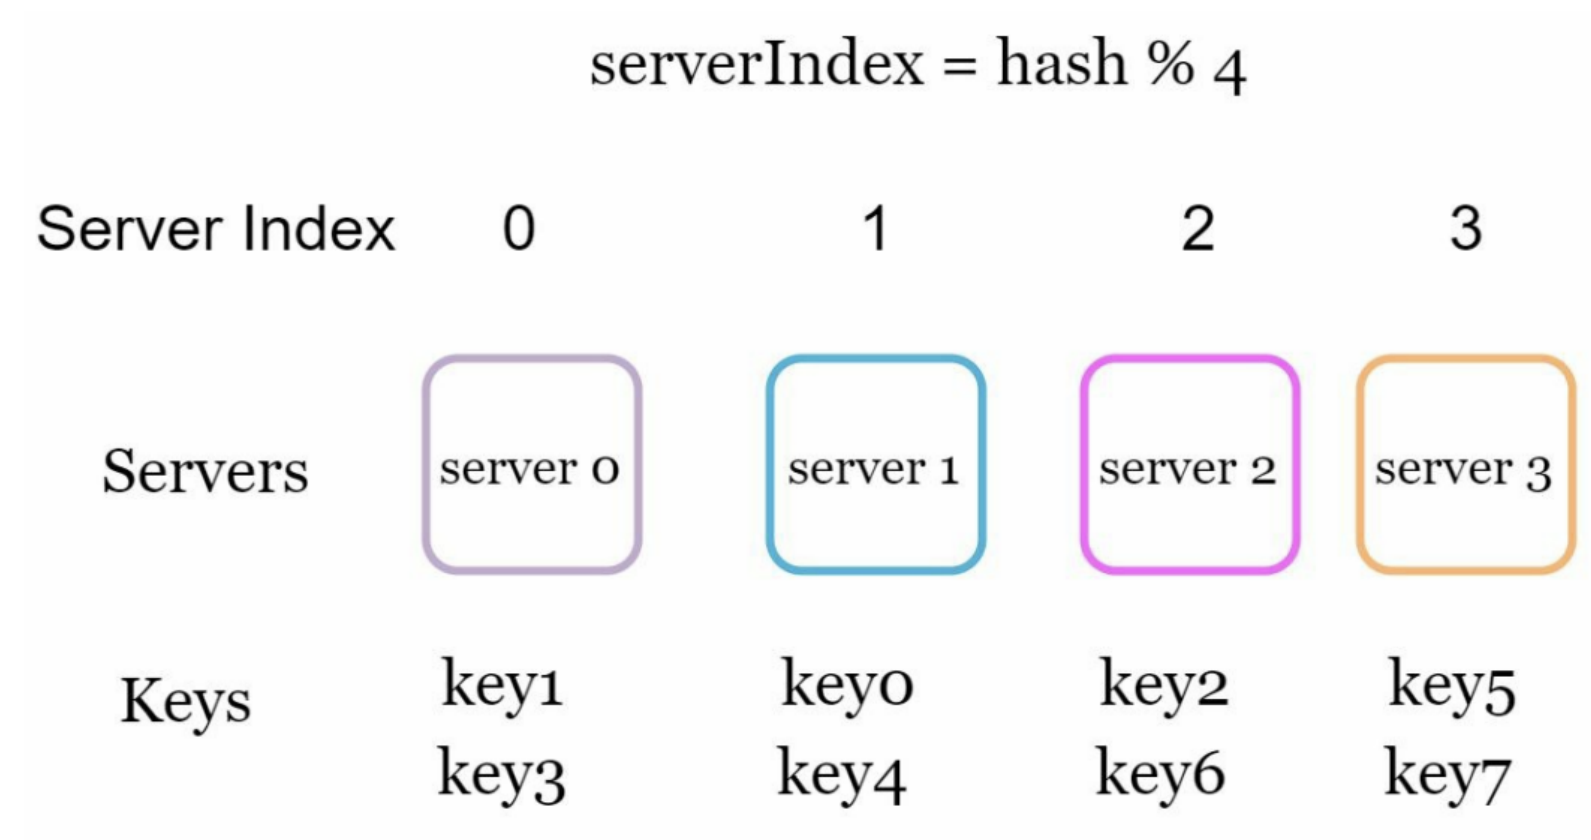 serverIndex = hash % 4
Server Index 0 1 2 3
Servers server 0 server 1 server 2 server 3
Keys key1 key0 key2 key5
key3 key4 key6 key7